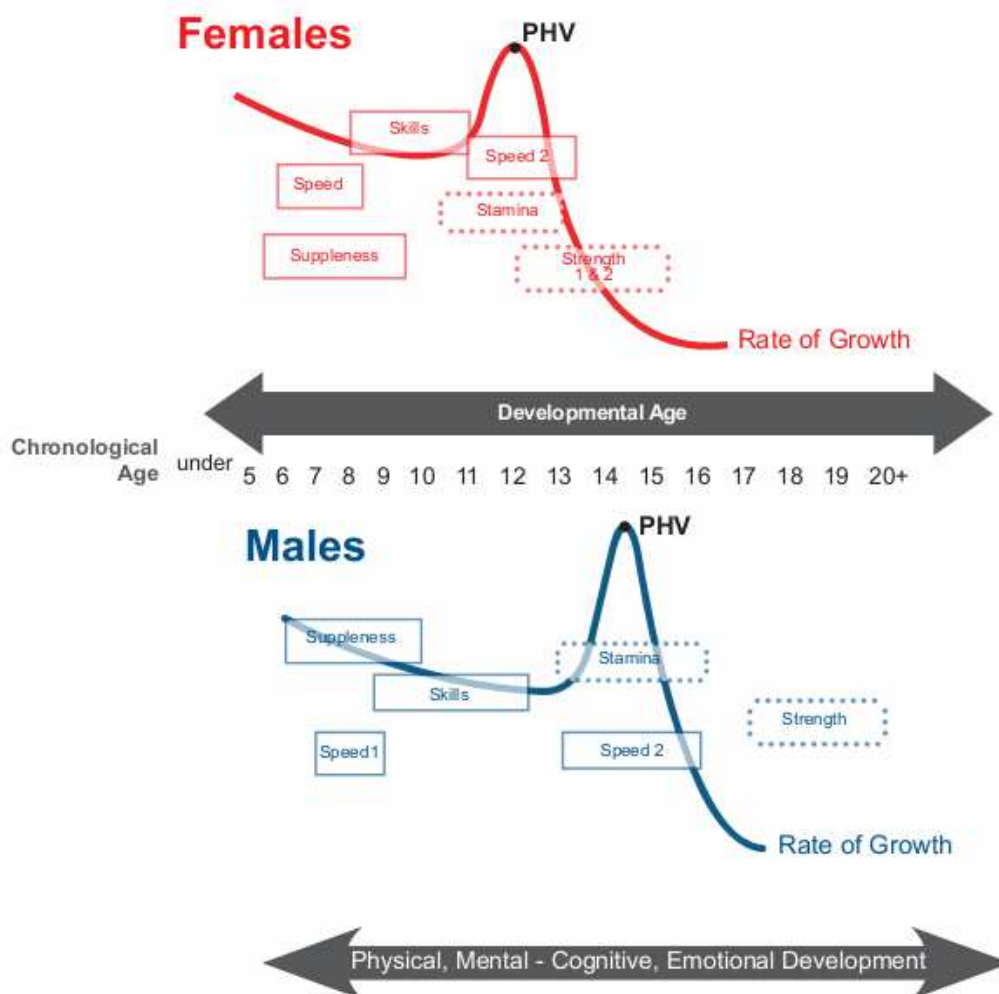 Females
PHV
Skills
Speed 2
Speed
Stamina
Suppleness
Strength
1 & 2
Rate of Growth
Developmental Age
Chronological
Age
under
5 6 7 8 9 10 11 12 13 14 15 16 17 18 19 20+
Males
PHV
Suppleness
Stamina
Skills
Strength
Speed1
Speed 2
Rate of Growth
Physical, Mental - Cognitive, Emotional Development